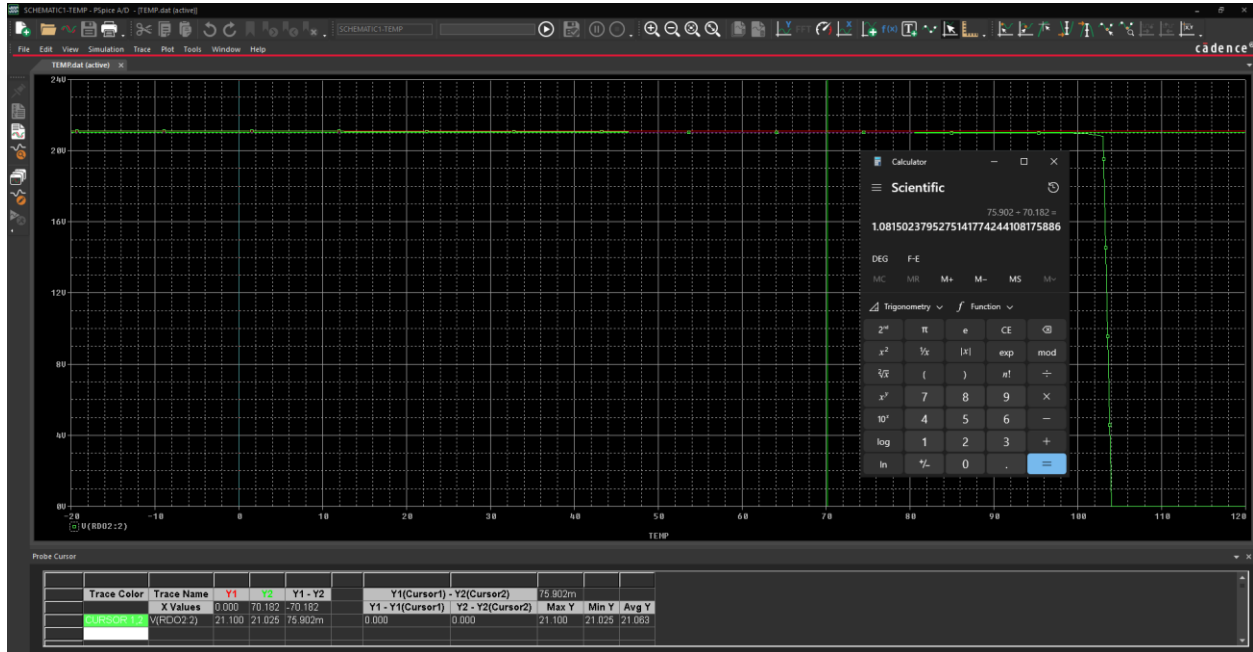 SCHEMATIC1-TEMP - PSpice A/D - [TEMP.dat (active)]
SCHEMATIC1-TEMP
File Edit View Simulation Trace Plot Tools Window Help
cādence®
TEMP.dat (active) ×
24V
20V
16V
12V
8V
4V
0V
-20 -10 0 10 20 30 40 50 60 70 80 90 100 110 120
V(RDO2:2)
TEMP
Calculator
Scientific
75.902 ÷ 70.182 =
1.0815023795275141774244108175886
DEG F-E
MC MR M+ M- MS M˅
Trigonometry f Function
2ⁿᵈ π e CE
x² ¹/x |x| exp mod
²√x ( ) n! ÷
xʸ 7 8 9 ×
10ˣ 4 5 6 −
log 1 2 3 +
ln +/− 0 . =
Probe Cursor
Trace Color Trace Name Y1 Y2 Y1 - Y2 Y1(Cursor1) - Y2(Cursor2) 75.902m
X Values 0.000 70.182 -70.182 Y1 - Y1(Cursor1) Y2 - Y2(Cursor2) Max Y Min Y Avg Y
CURSOR 1,2 V(RDO2:2) 21.100 21.025 75.902m 0.000 0.000 21.100 21.025 21.063